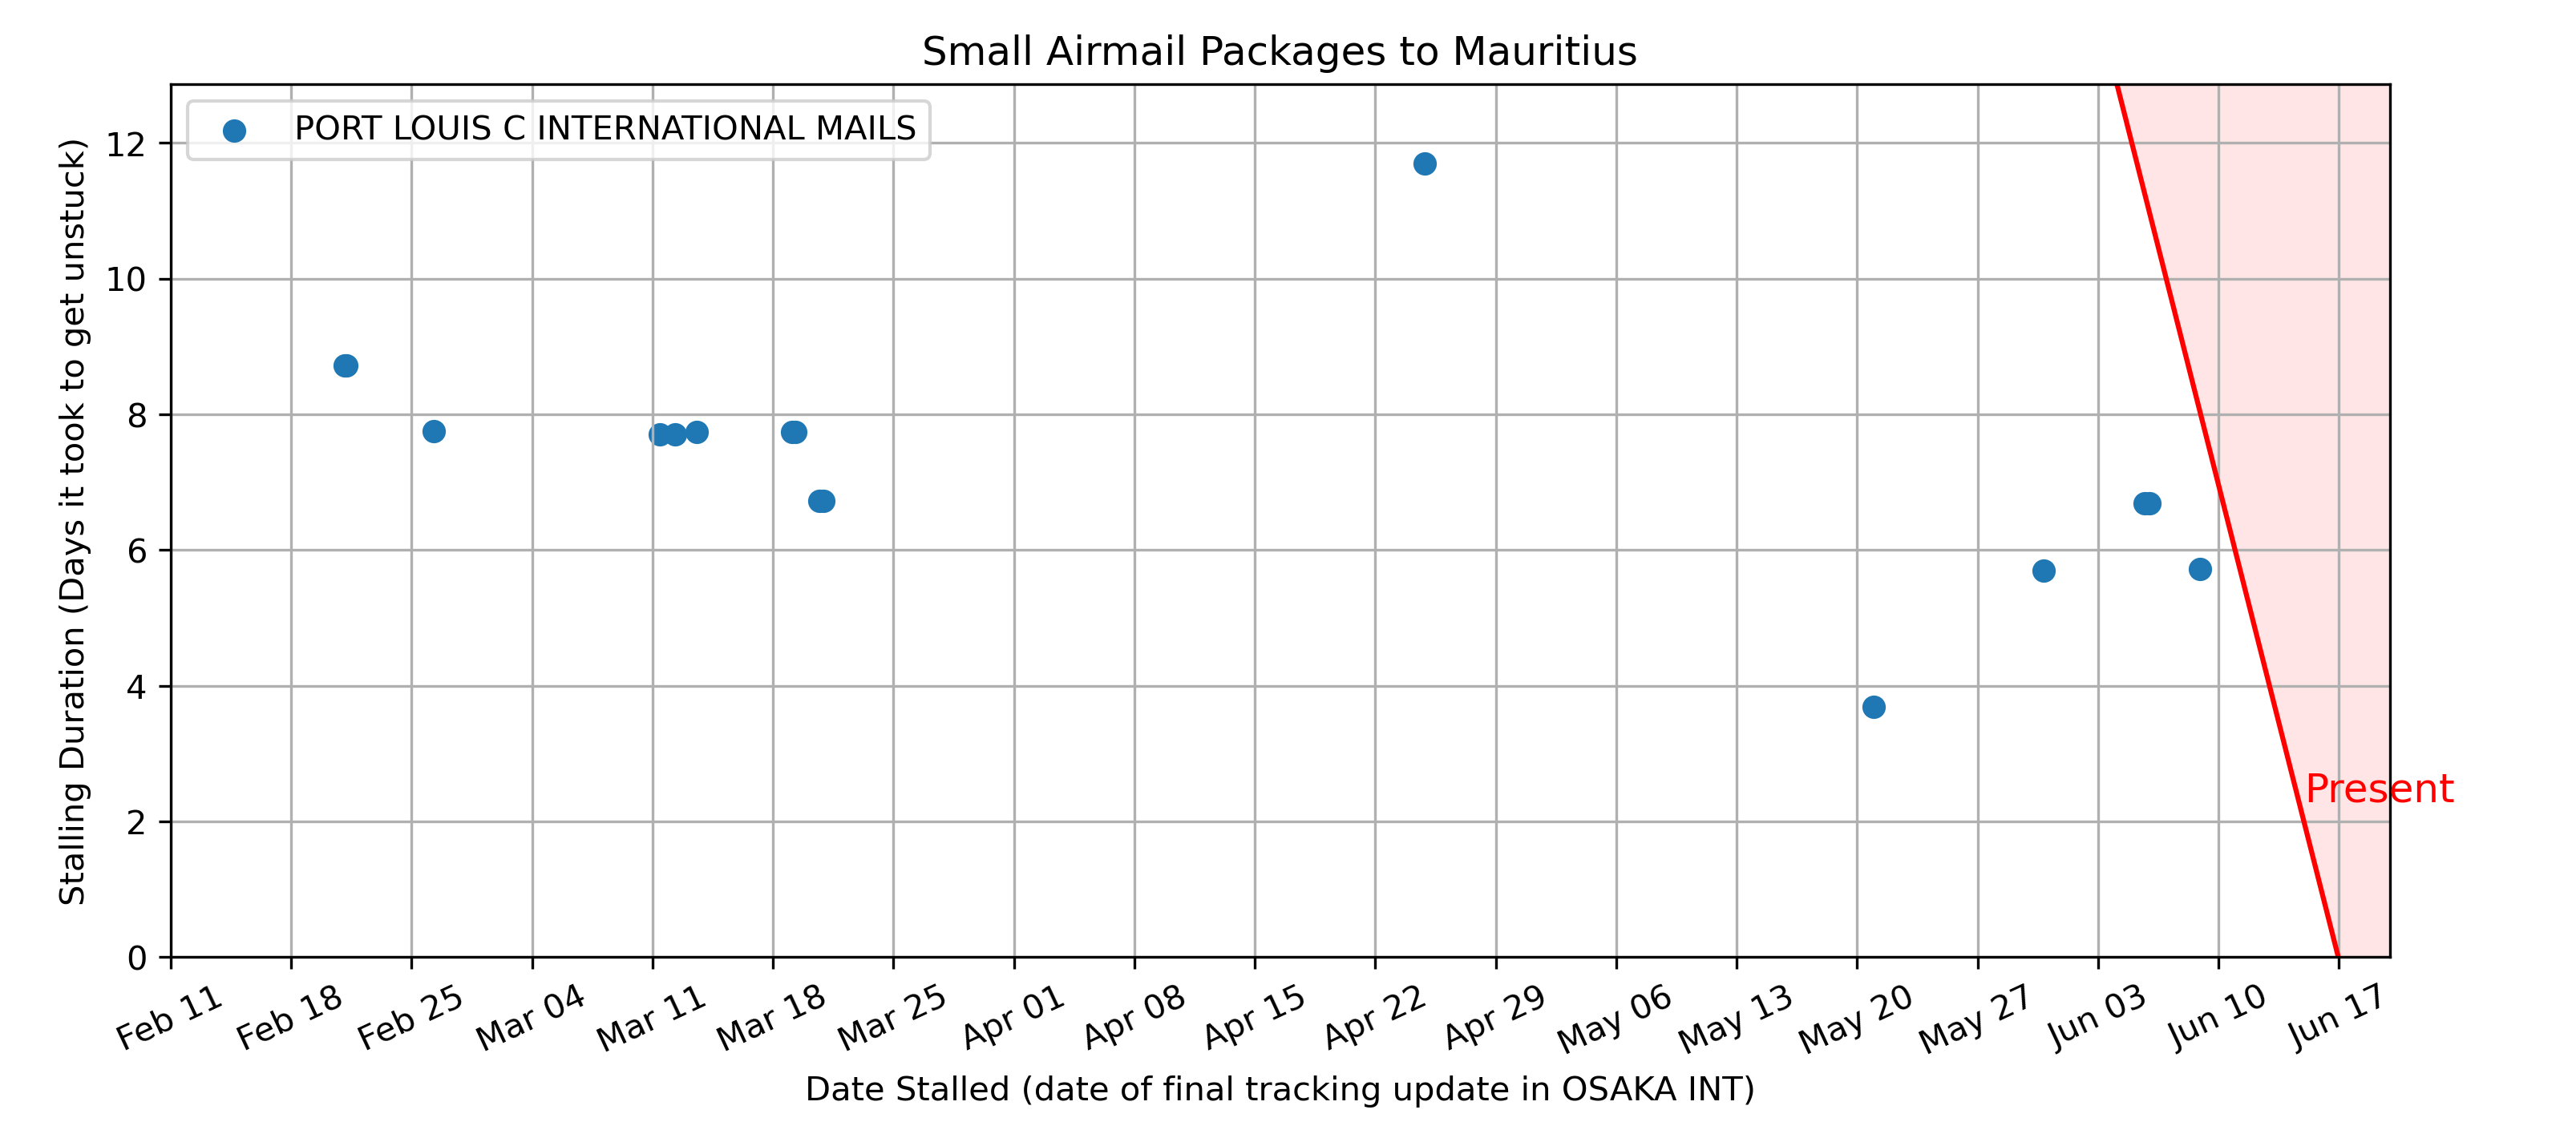 Small Airmail Packages to Mauritius
PORT LOUIS C INTERNATIONAL MAILS
Stalling Duration (Days it took to get unstuck)
12
10
8
6
4
2
0
Present
Feb 11
Feb 18
Feb 25
Mar 04
Mar 11
Mar 18
Mar 25
Apr 01
Apr 08
Apr 15
Apr 22
Apr 29
May 06
May 13
May 20
May 27
Jun 03
Jun 10
Jun 17
Date Stalled (date of final tracking update in OSAKA INT)